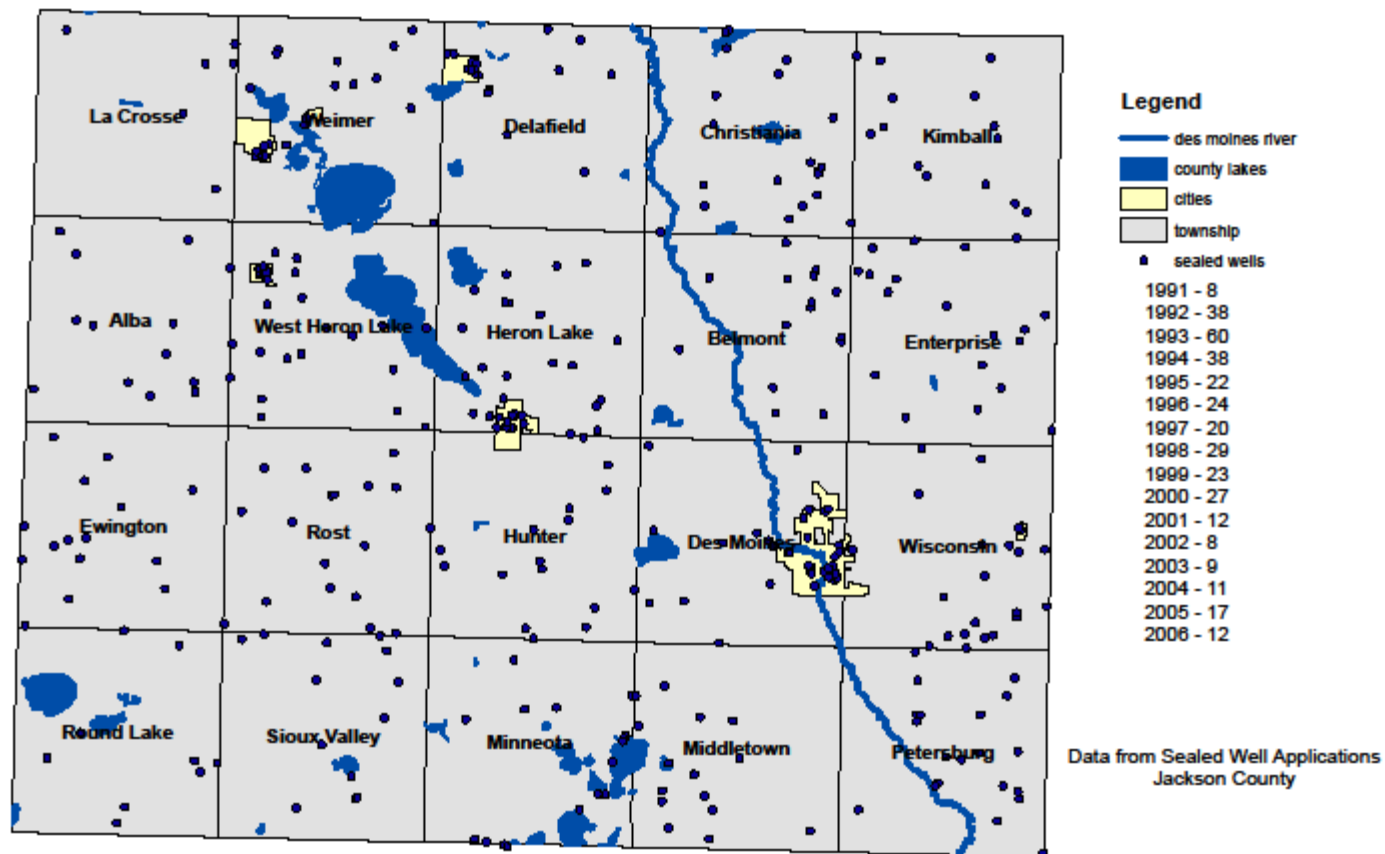 La Crosse
Weimer
Delafield
Christiania
Kimball
Alba
West Heron Lake
Heron Lake
Belmont
Enterprise
Ewington
Rost
Hunter
Des Moines
Wisconsin
Round Lake
Sioux Valley
Minneota
Middletown
Petersburg
Legend
des moines river
county lakes
cities
township
sealed wells
1991 - 8
1992 - 38
1993 - 60
1994 - 38
1995 - 22
1996 - 24
1997 - 20
1998 - 29
1999 - 23
2000 - 27
2001 - 12
2002 - 8
2003 - 9
2004 - 11
2005 - 17
2006 - 12
Data from Sealed Well Applications
Jackson County